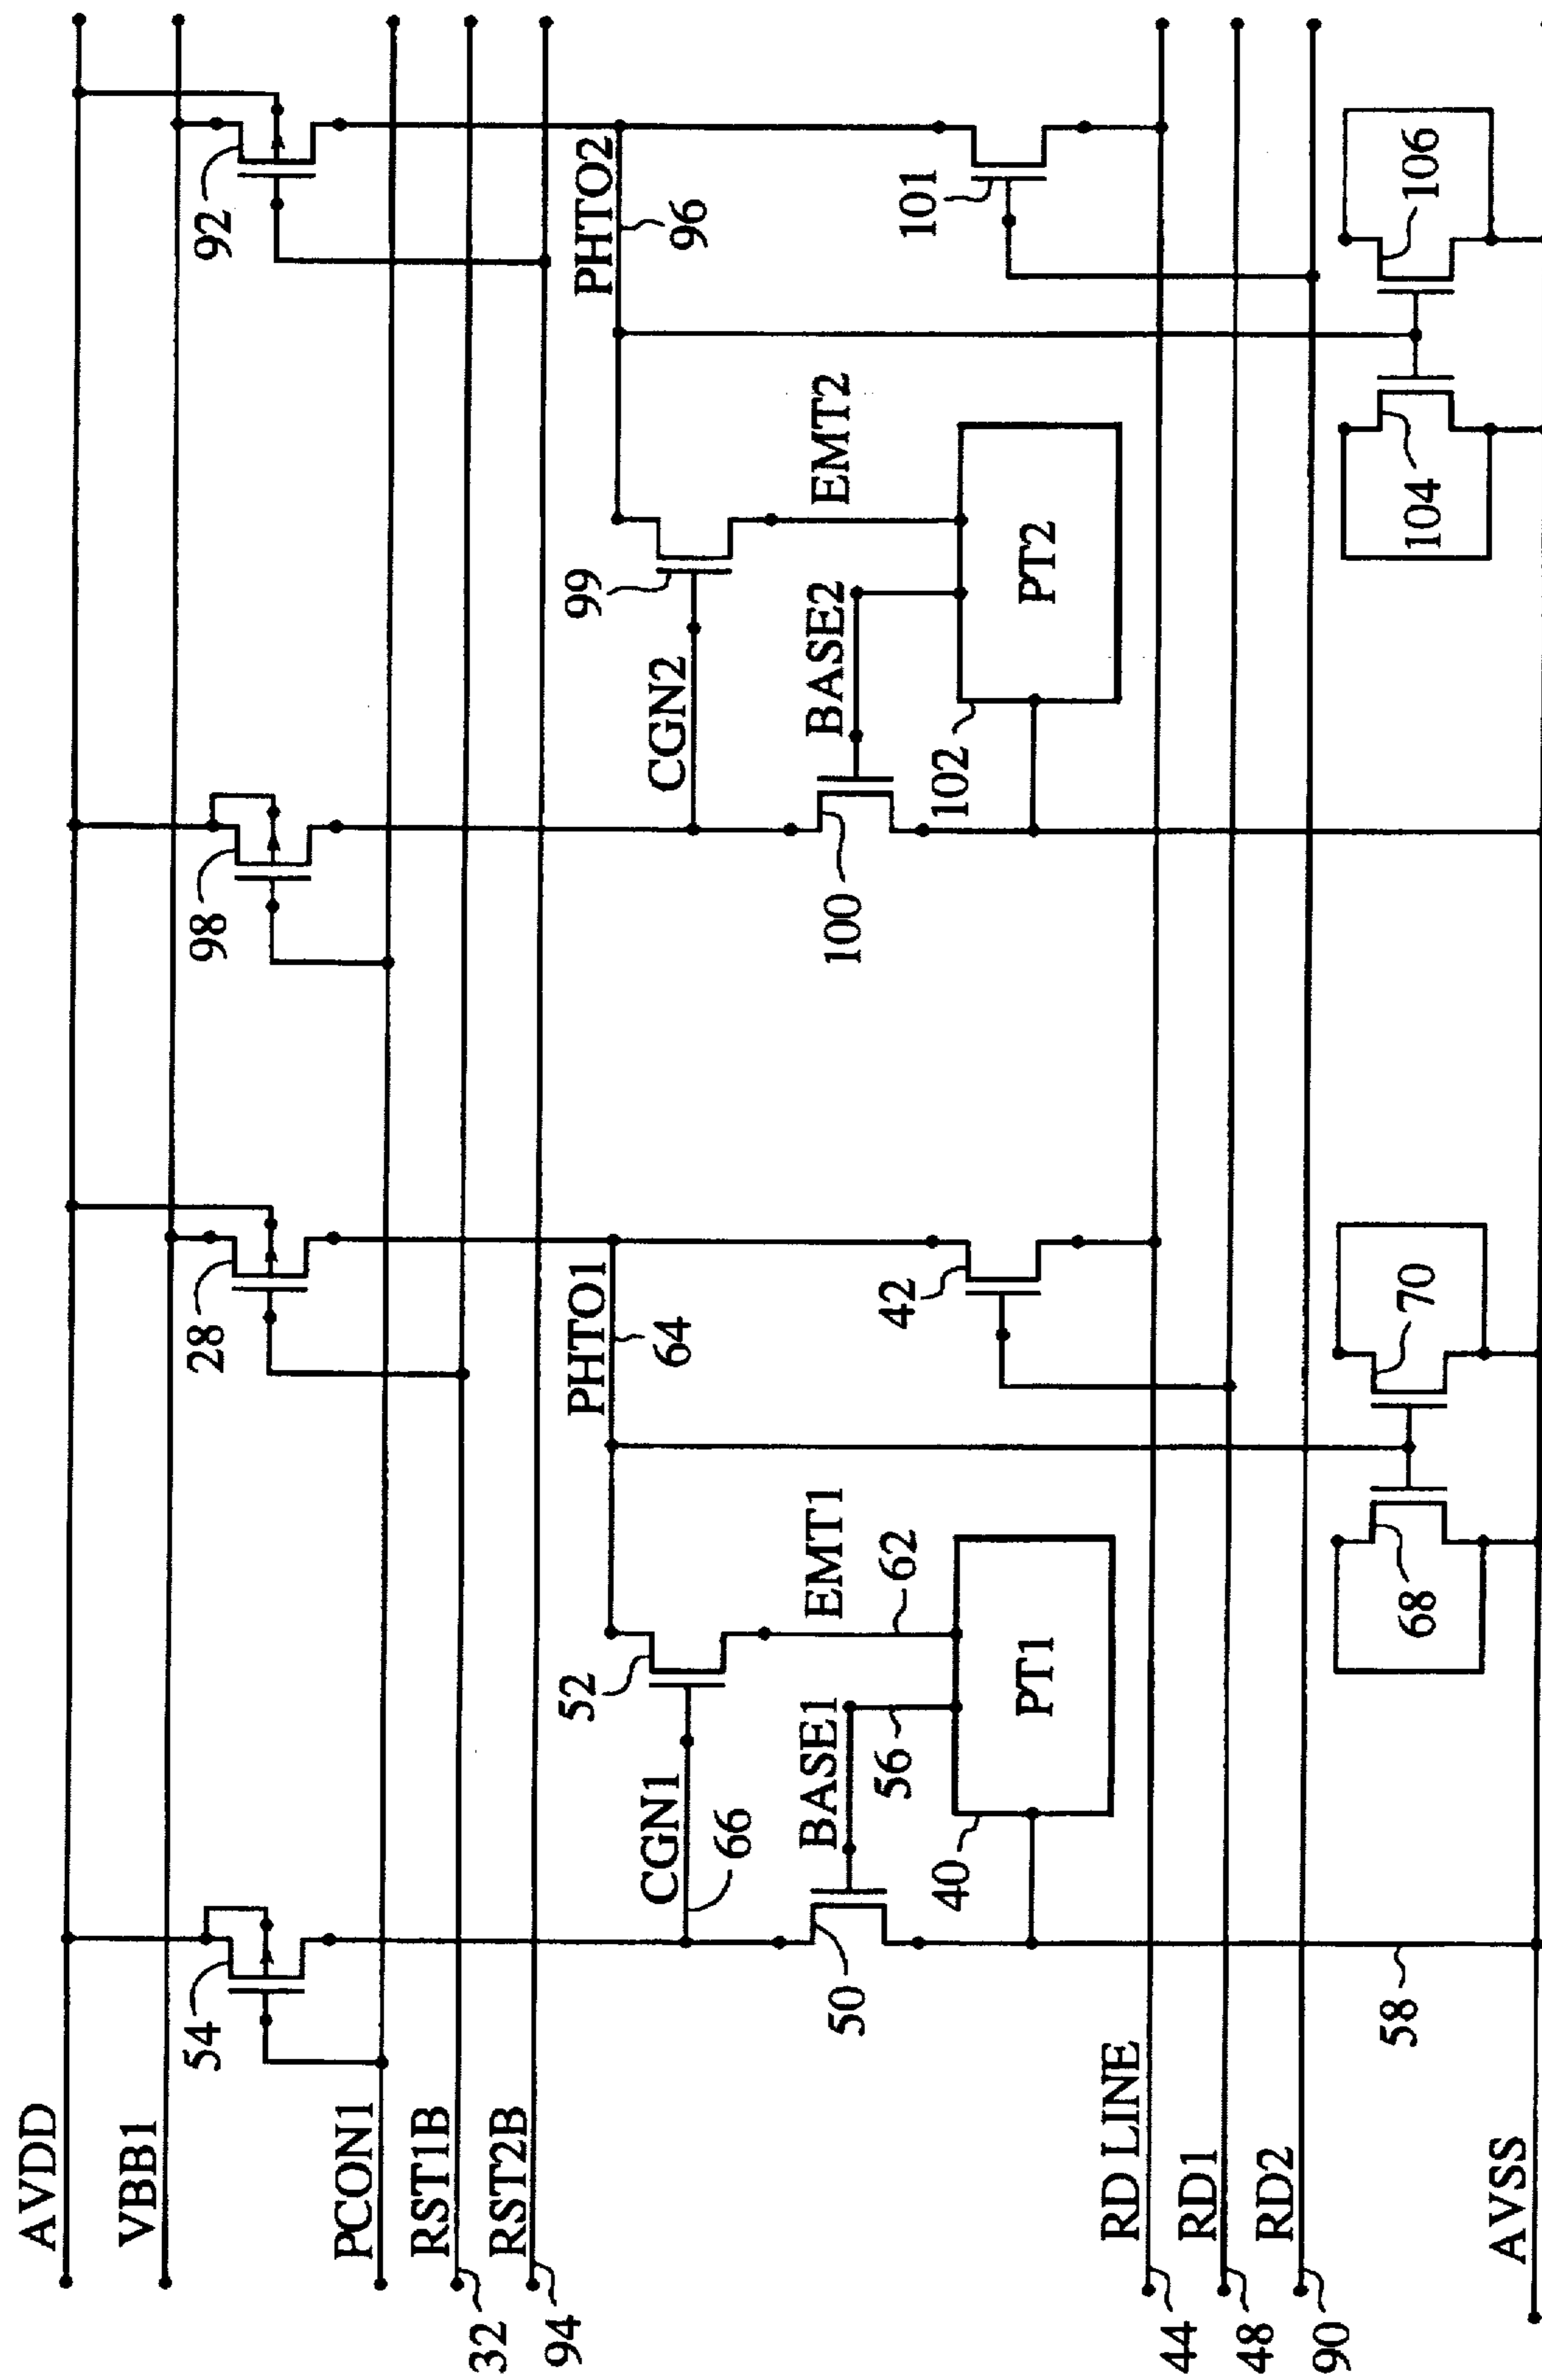 AVDD
VBB1
PCON1
RST1B
32
RST2B
94
54
28
98
92
PHTO1
64
PHTO2
96
52
99
CGN1
66
CGN2
BASE1
56
EMT1
62
BASE2
EMT2
50
40
PT1
42
100
102
PT2
101
RD LINE
44
RD1
48
RD2
90
58
68
70
104
106
AVSS